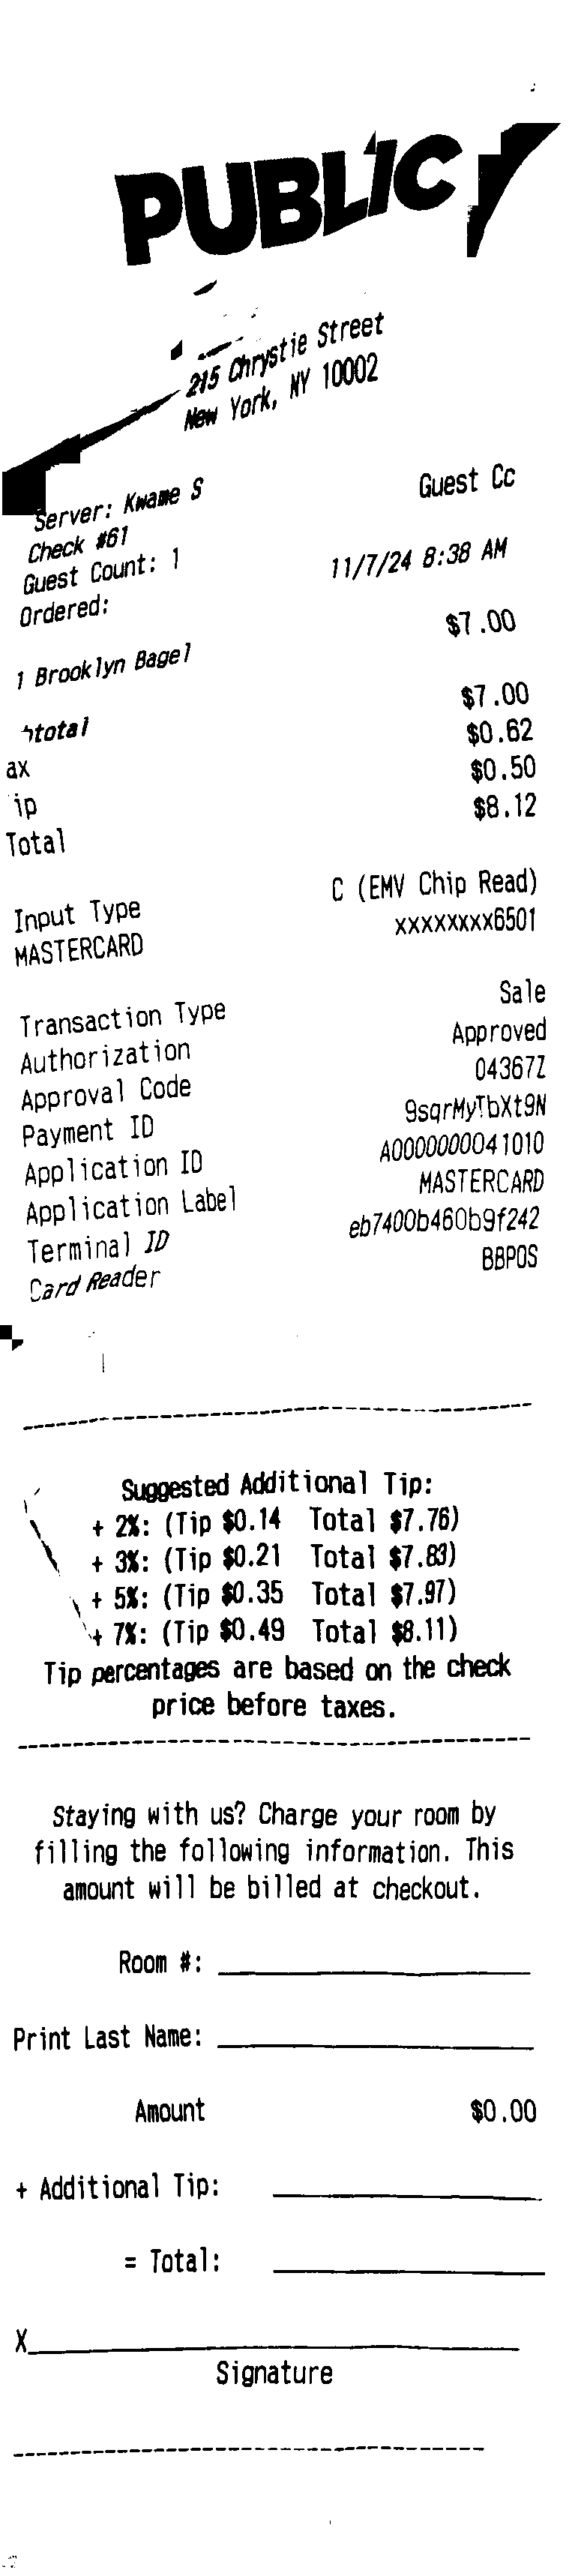 PUBLIC
215 Chrystie Street
New York, NY 10002
Server: Kwame S
Check #61
Guest Cc
Guest Count: 1
Ordered:
11/7/24 8:38 AM
1 Brooklyn Bagel $7.00
total $7.00
ax $0.62
ip $0.50
Total $8.12
Input Type C (EMV Chip Read)
MASTERCARD xxxxxxxx6501
Transaction Type Sale
Authorization Approved
Approval Code 04367Z
Payment ID 9sqrMyTbXt9N
Application ID A0000000041010
Application Label MASTERCARD
Terminal ID eb7400b460b9f242
Card Reader BBPOS
Suggested Additional Tip:
+ 2%: (Tip $0.14 Total $7.76)
+ 3%: (Tip $0.21 Total $7.83)
+ 5%: (Tip $0.35 Total $7.97)
+ 7%: (Tip $0.49 Total $8.11)
Tip percentages are based on the check
price before taxes.
Staying with us? Charge your room by
filling the following information. This
amount will be billed at checkout.
Room #:
Print Last Name:
Amount $0.00
+ Additional Tip:
= Total:
X
Signature